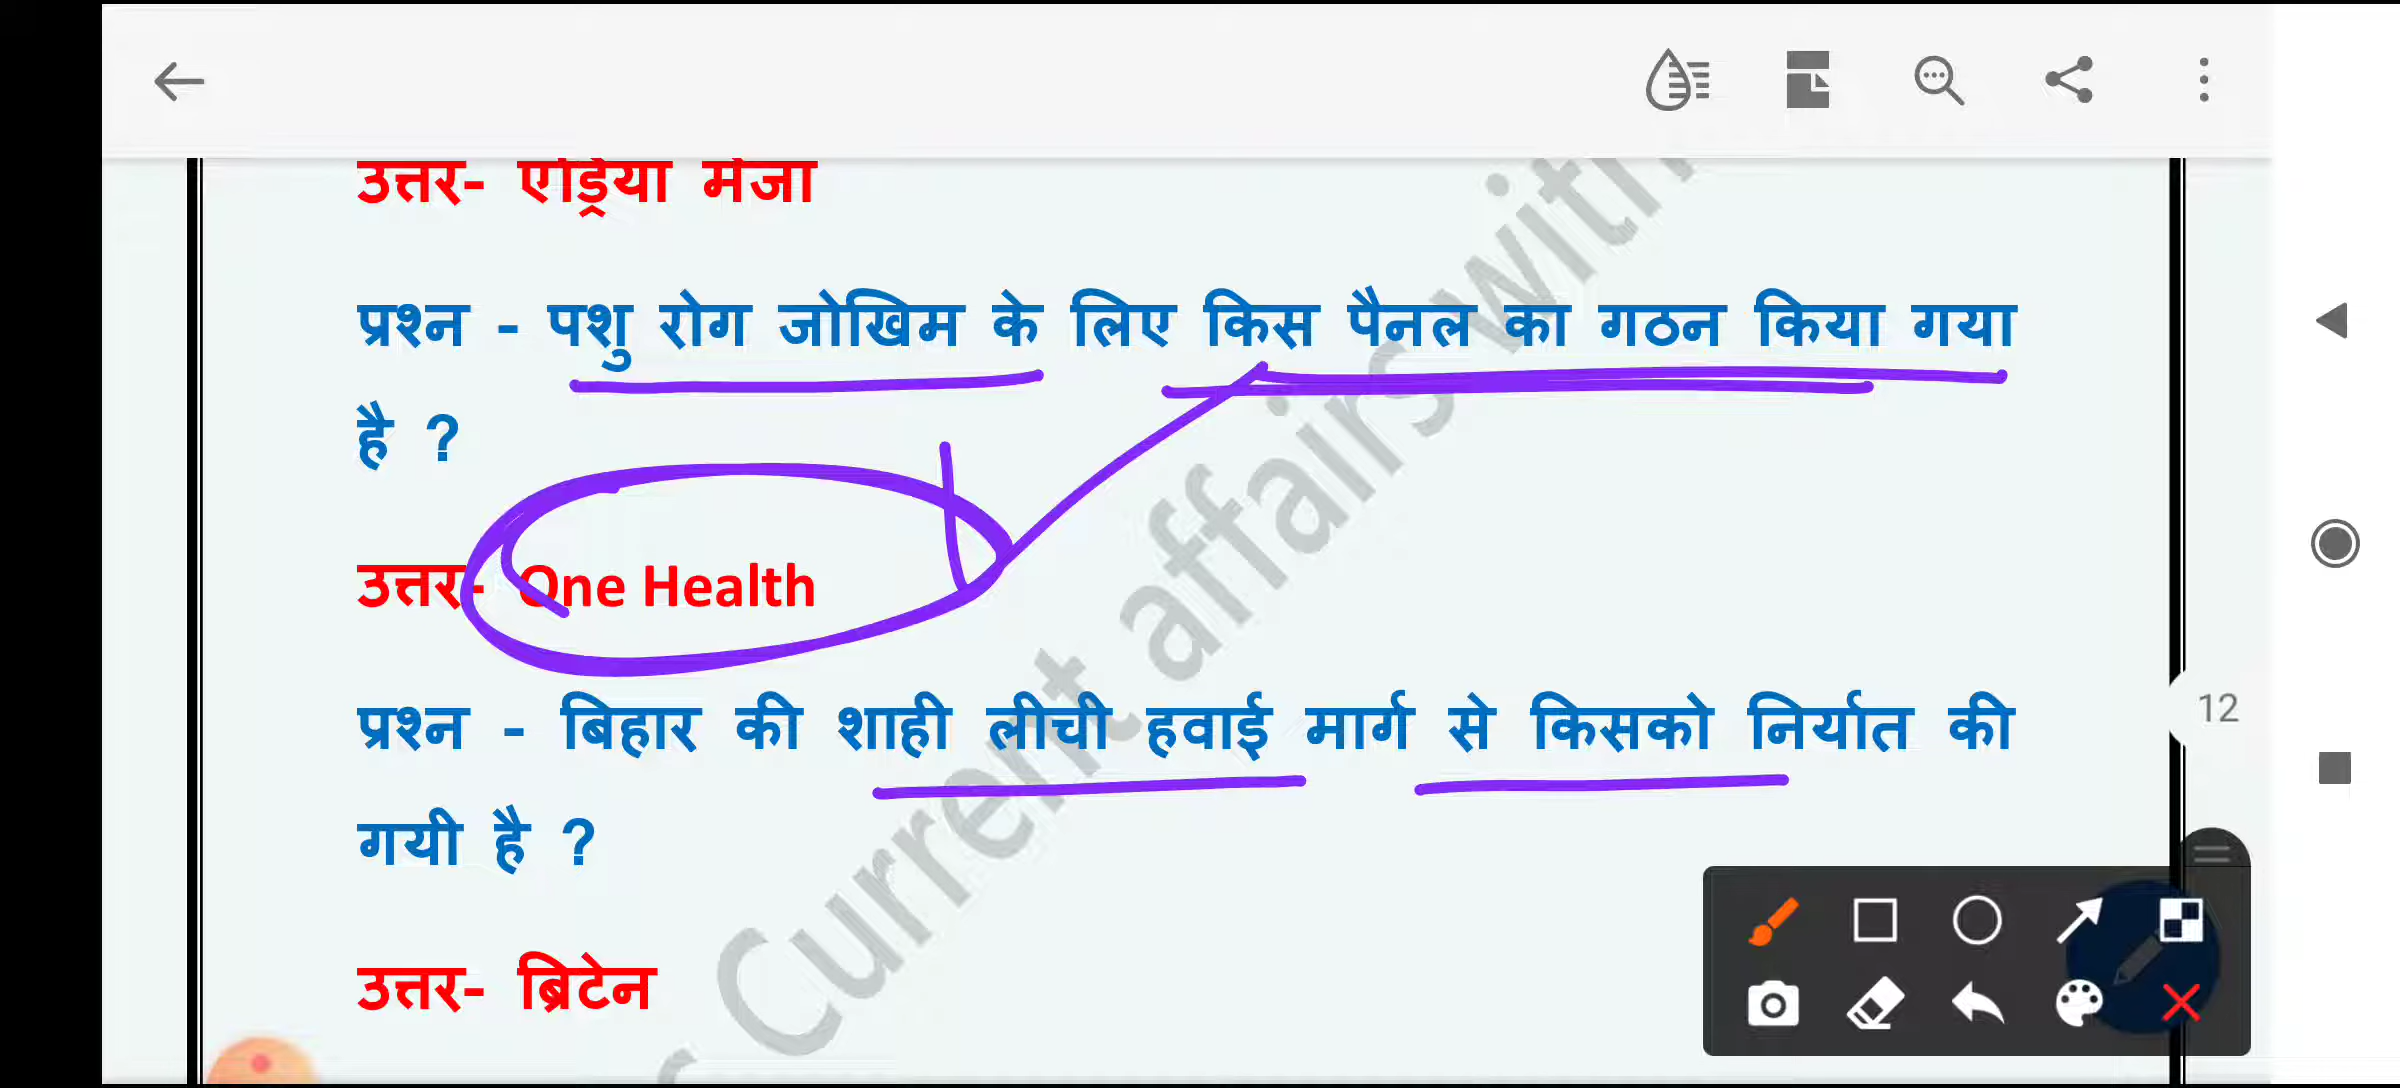 उत्तर- एंड्रिया मेजा
प्रश्न - पशु रोग जोखिम के लिए किस पैनल का गठन किया गया
है ?
उत्तर- One Health
प्रश्न - बिहार की शाही लीची हवाई मार्ग से किसको निर्यात की
गयी है ?
उत्तर- ब्रिटेन
12
Current affairs with